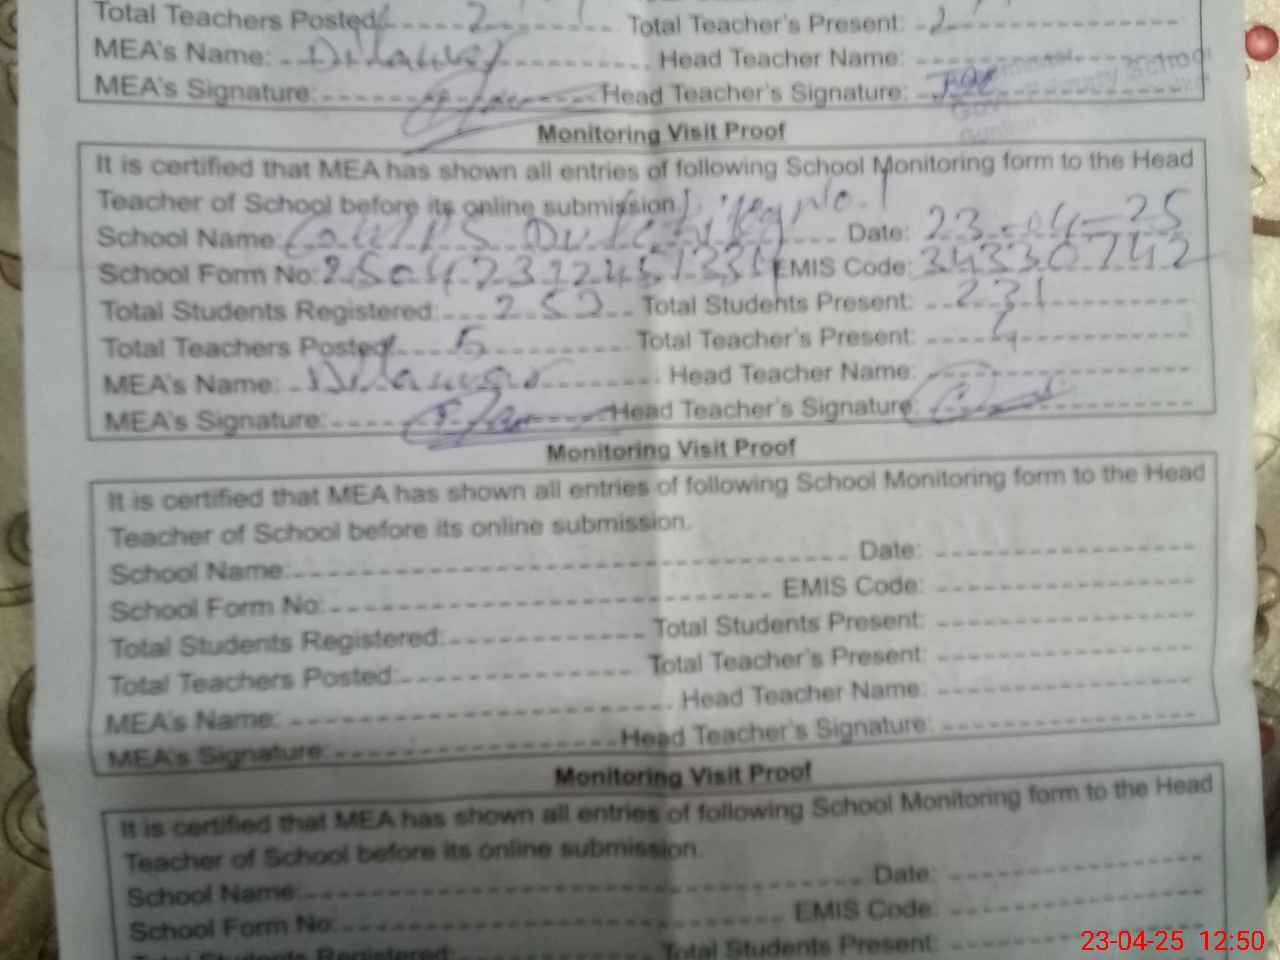 Total Teachers Posted: 2 Total Teacher's Present: 2
MEA's Name: Dilawar Head Teacher Name:
MEA's Signature: Head Teacher's Signature:
Monitoring Visit Proof
It is certified that MEA has shown all entries of following School Monitoring form to the Head
Teacher of School before its online submission. No. 1
School Name: Date: 23-04-25
School Form No: EMIS Code: 34330742
Total Students Registered: Total Students Present: 231
Total Teachers Posted: 5 Total Teacher's Present: 4
MEA's Name: Dilawar Head Teacher Name:
MEA's Signature: Head Teacher's Signature:
Monitoring Visit Proof
It is certified that MEA has shown all entries of following School Monitoring form to the Head
Teacher of School before its online submission.
School Name: Date:
School Form No: EMIS Code:
Total Students Registered: Total Students Present:
Total Teachers Posted: Total Teacher's Present:
MEA's Name: Head Teacher Name:
MEA's Signature: Head Teacher's Signature:
Monitoring Visit Proof
It is certified that MEA has shown all entries of following School Monitoring form to the Head
Teacher of School before its online submission.
School Name: Date:
School Form No: EMIS Code:
Total Students Registered: Total Students Present:
23-04-25 12:50